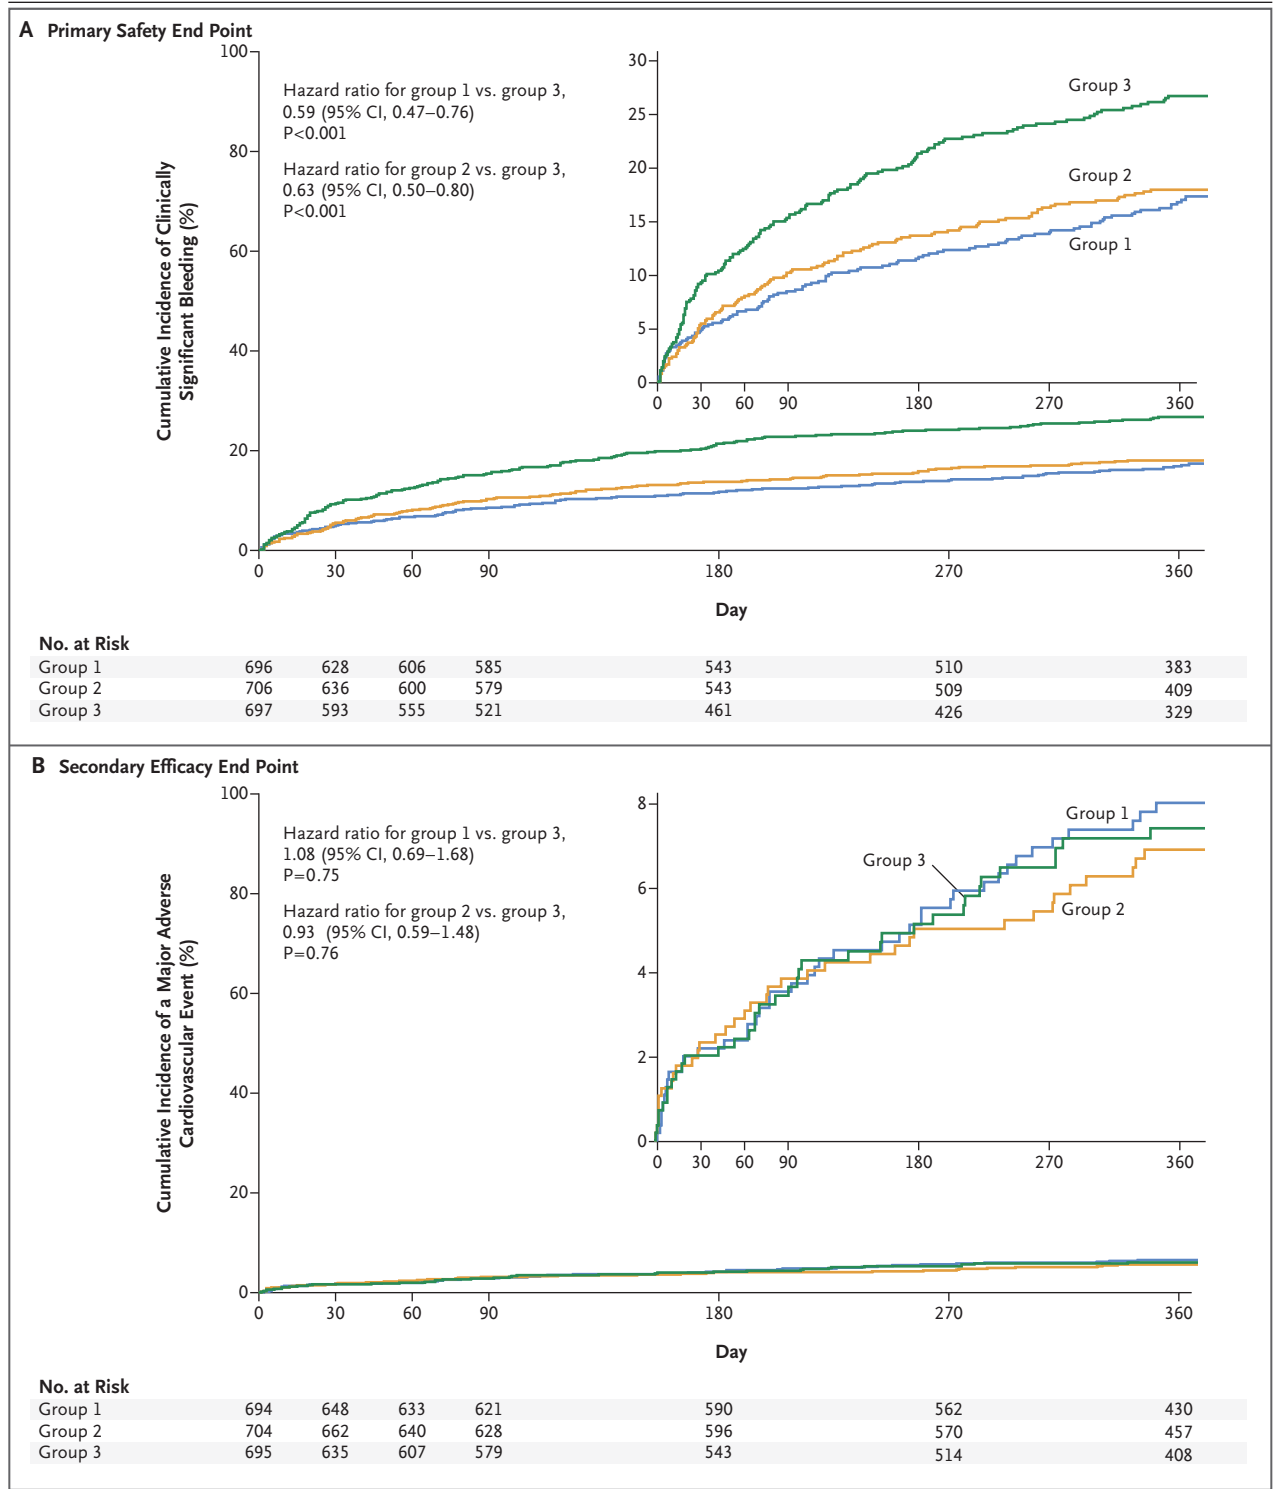 A Primary Safety End Point
Cumulative Incidence of Clinically
Significant Bleeding (%)
100
80
60
40
20
0
Hazard ratio for group 1 vs. group 3,
0.59 (95% CI, 0.47–0.76)
P<0.001
Hazard ratio for group 2 vs. group 3,
0.63 (95% CI, 0.50–0.80)
P<0.001
30
25
20
15
10
5
0
Group 3
Group 2
Group 1
0 30 60 90 180 270 360
0 30 60 90 180 270 360
Day
No. at Risk
Group 1 696 628 606 585 543 510 383
Group 2 706 636 600 579 543 509 409
Group 3 697 593 555 521 461 426 329
B Secondary Efficacy End Point
Cumulative Incidence of a Major Adverse
Cardiovascular Event (%)
100
80
60
40
20
0
Hazard ratio for group 1 vs. group 3,
1.08 (95% CI, 0.69–1.68)
P=0.75
Hazard ratio for group 2 vs. group 3,
0.93 (95% CI, 0.59–1.48)
P=0.76
8
6
4
2
0
Group 1
Group 3
Group 2
0 30 60 90 180 270 360
0 30 60 90 180 270 360
Day
No. at Risk
Group 1 694 648 633 621 590 562 430
Group 2 704 662 640 628 596 570 457
Group 3 695 635 607 579 543 514 408